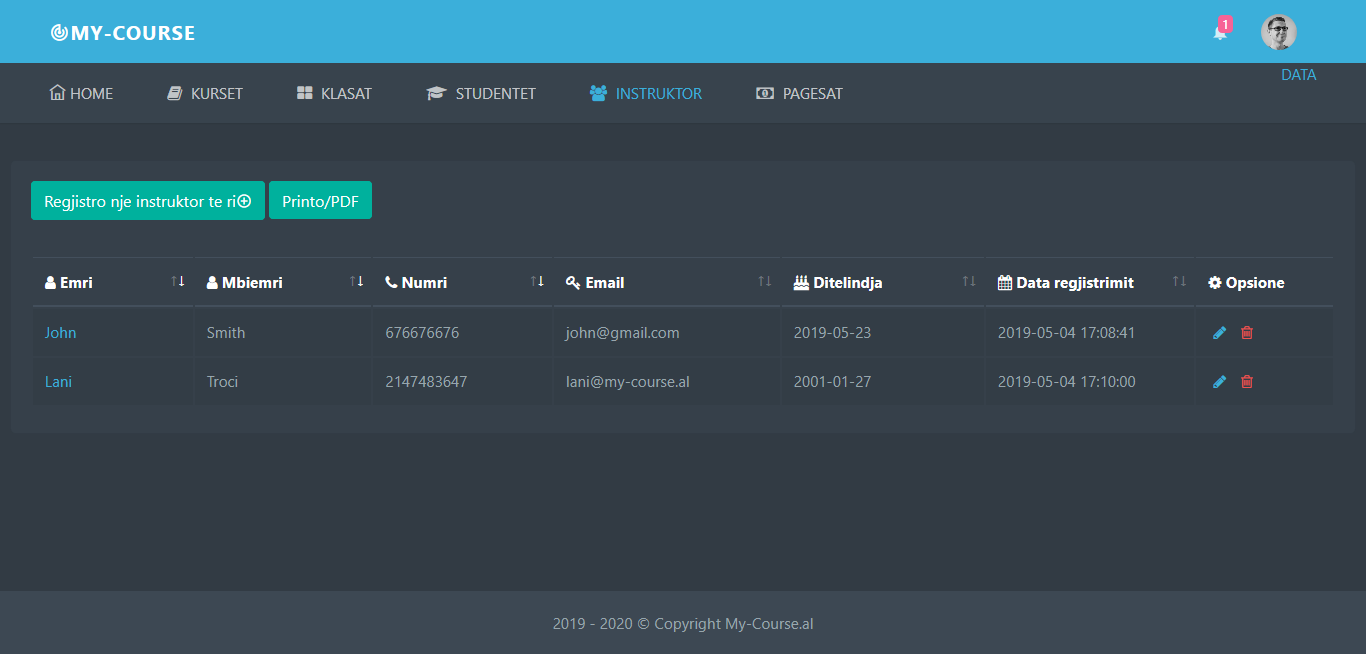 MY-COURSE
1
DATA
HOME KURSET KLASAT STUDENTET INSTRUKTOR PAGESAT
Regjistro nje instruktor te ri Printo/PDF
Emri Mbiemri Numri Email Ditelindja Data regjistrimit Opsione
John Smith 676676676 john@gmail.com 2019-05-23 2019-05-04 17:08:41
Lani Troci 2147483647 lani@my-course.al 2001-01-27 2019-05-04 17:10:00
2019 - 2020 © Copyright My-Course.al